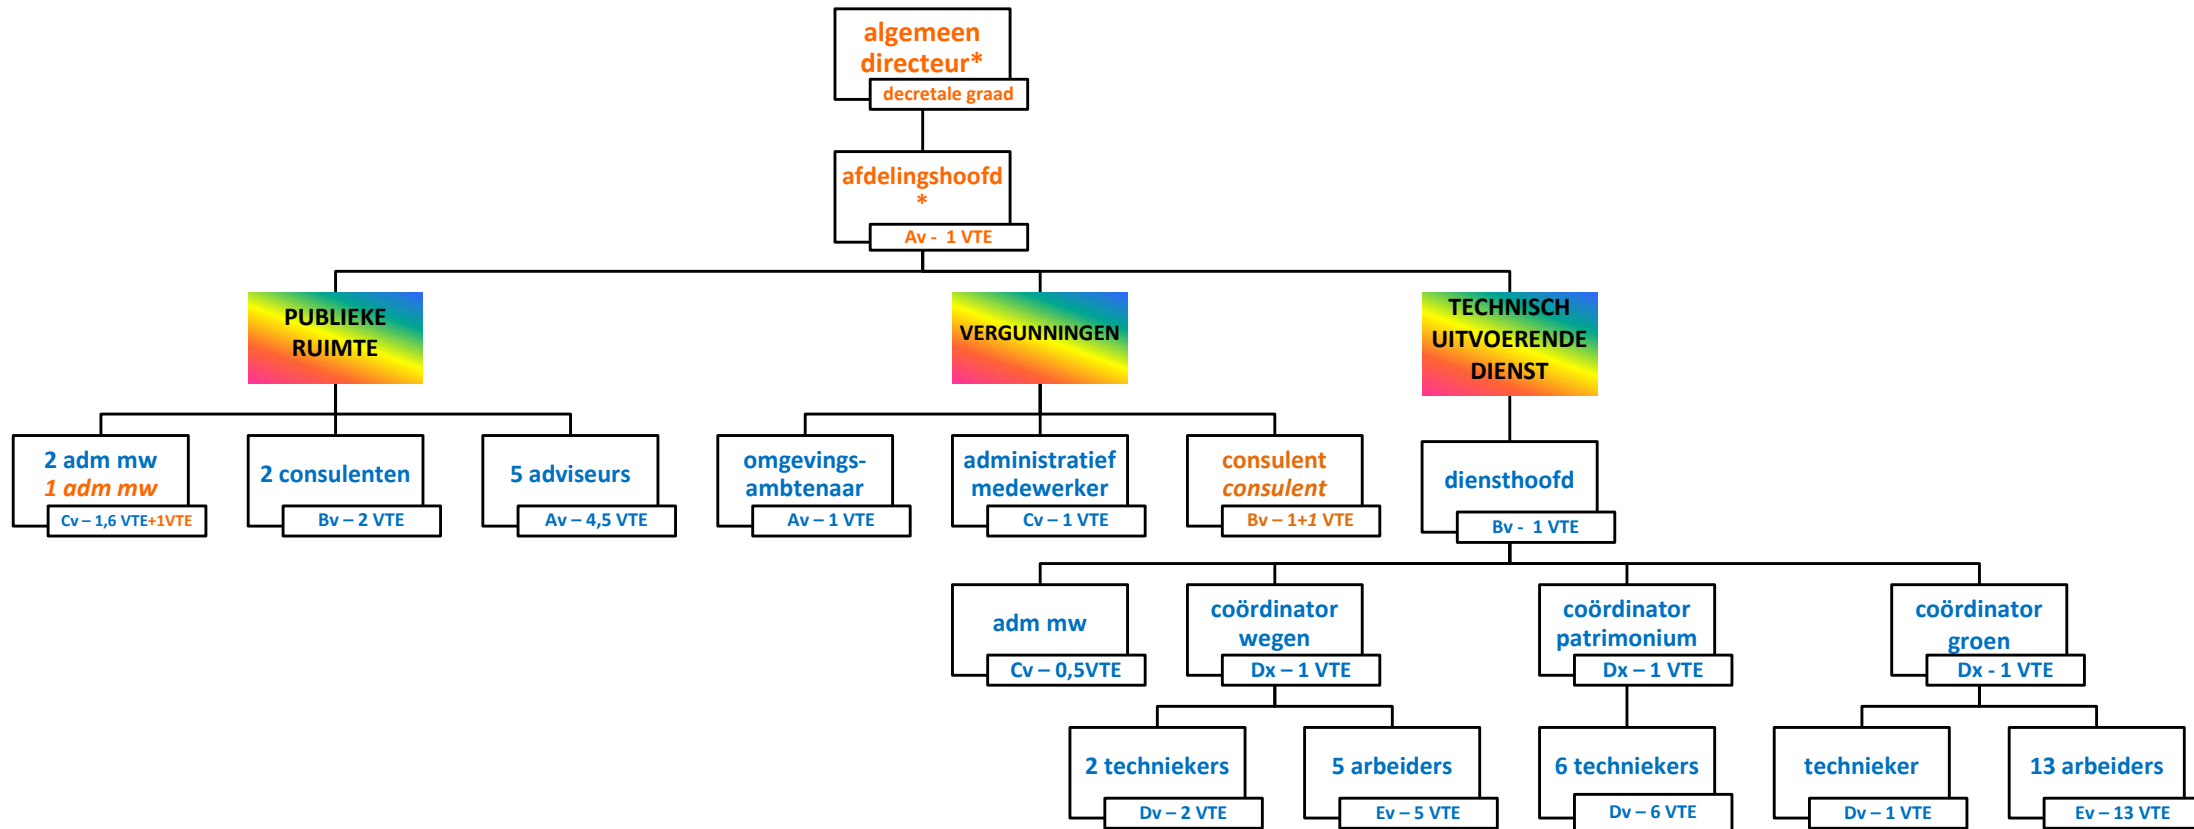 algemeen
directeur*
decretale graad
afdelingshoofd
*
Av - 1 VTE
PUBLIEKE
RUIMTE
VERGUNNINGEN
TECHNISCH
UITVOERENDE
DIENST
2 adm mw
1 adm mw
Cv – 1,6 VTE+1VTE
2 consulenten
Bv – 2 VTE
5 adviseurs
Av – 4,5 VTE
omgevings-
ambtenaar
Av – 1 VTE
administratief
medewerker
Cv – 1 VTE
consulent
consulent
Bv – 1+1 VTE
diensthoofd
Bv - 1 VTE
adm mw
Cv – 0,5VTE
coördinator
wegen
Dx – 1 VTE
coördinator
patrimonium
Dx – 1 VTE
coördinator
groen
Dx - 1 VTE
2 techniekers
Dv – 2 VTE
5 arbeiders
Ev – 5 VTE
6 techniekers
Dv – 6 VTE
technieker
Dv – 1 VTE
13 arbeiders
Ev – 13 VTE